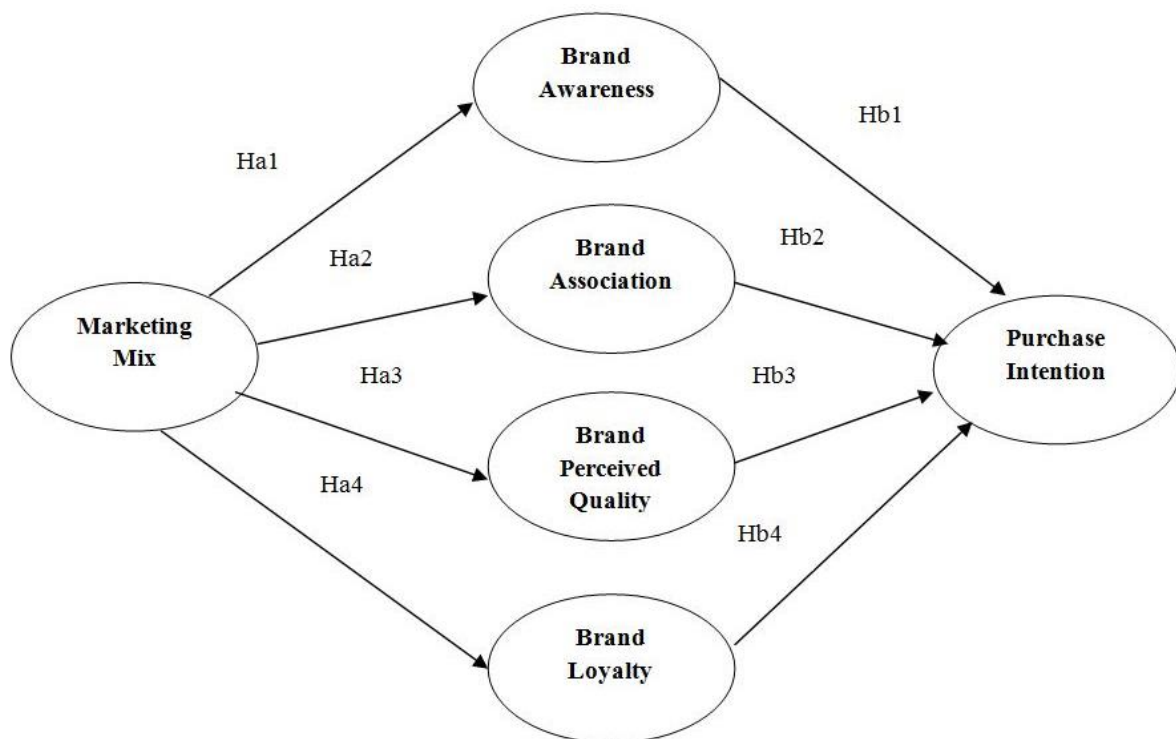 Brand
Awareness
Hb1
Ha1
Brand
Association
Hb2
Ha2
Marketing
Mix
Purchase
Intention
Ha3
Hb3
Brand
Perceived
Quality
Ha4
Hb4
Brand
Loyalty